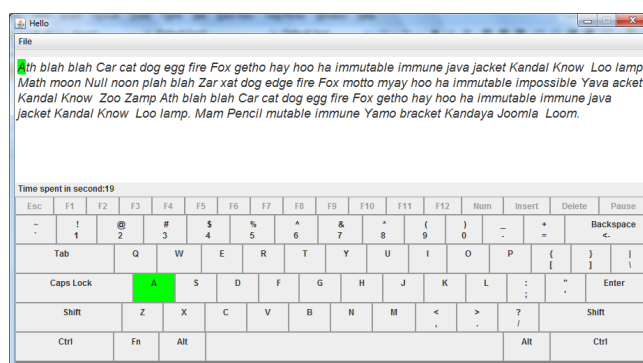 Hello
File
Ath blah blah Car cat dog egg fire Fox getho hay hoo ha immutable immune java jacket Kandal Know Loo lamp
Math moon Null noon plah blah Zar xat dog edge fire Fox motto myay hoo ha immutable impossible Yava acket
Kandal Know Zoo Zamp Ath blah blah Car cat dog egg fire Fox getho hay hoo ha immutable immune java
jacket Kandal Know Loo lamp. Mam Pencil mutable immune Yamo bracket Kandaya Joomla Loom.
Time spent in second:19
Esc F1 F2 F3 F4 F5 F6 F7 F8 F9 F10 F11 F12 Num Insert Delete Pause
~ ! @ # $ % ^ & * ( ) _ + Backspace
` 1 2 3 4 5 6 7 8 9 0 - = <-
Tab Q W E R T Y U I O P { } |
[ ] \
Caps Lock A S D F G H J K L : " Enter
; '
Shift Z X C V B N M < > ? Shift
, . /
Ctrl Fn Alt Alt Ctrl